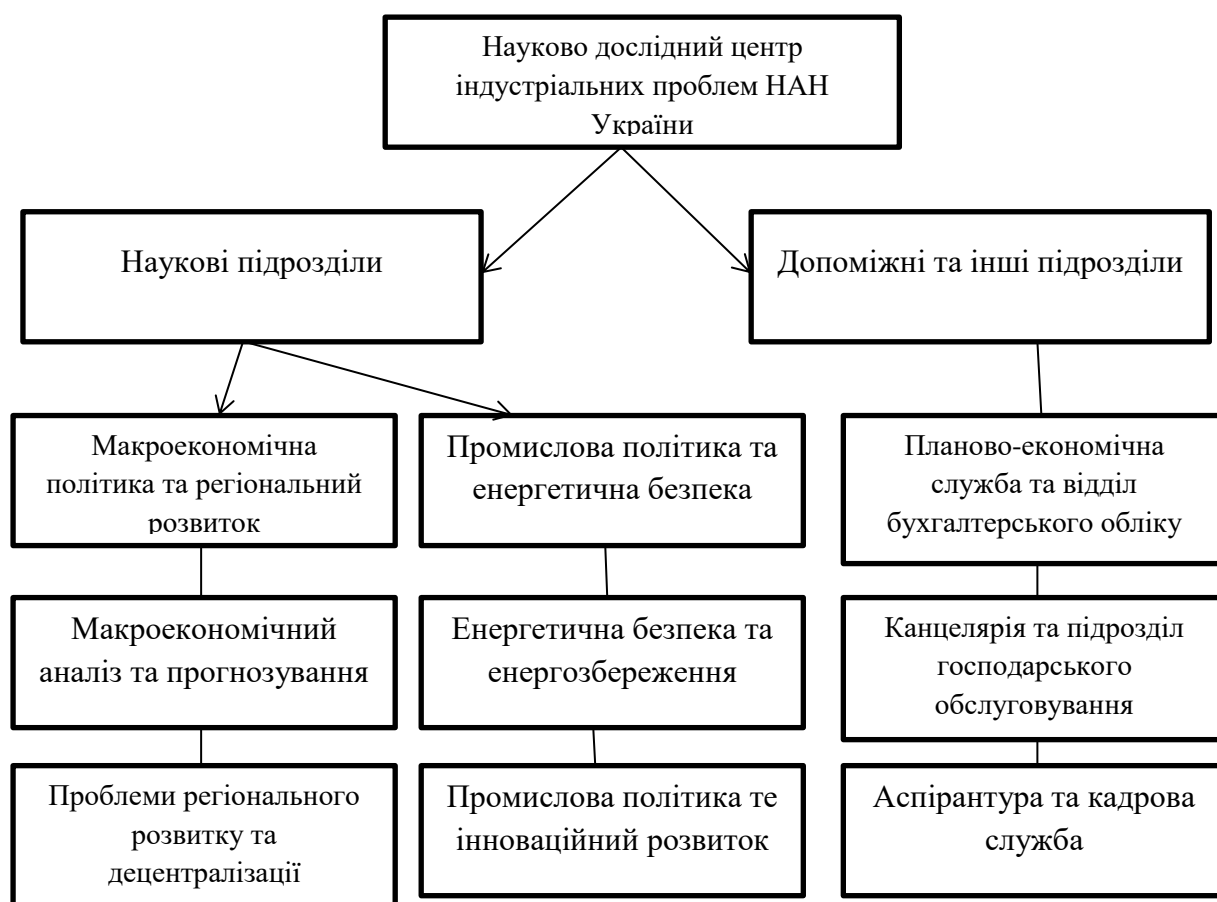 Науково дослідний центр
індустріальних проблем НАН
України
Наукові підрозділи
Допоміжні та інші підрозділи
Макроекономічна
політика та регіональний
розвиток
Промислова політика та
енергетична безпека
Планово-економічна
служба та відділ
бухгалтерського обліку
Макроекономічний
аналіз та прогнозування
Енергетична безпека та
енергозбереження
Канцелярія та підрозділ
господарського
обслуговування
Проблеми регіонального
розвитку та
децентралізації
Промислова політика те
інноваційний розвиток
Аспірантура та кадрова
служба